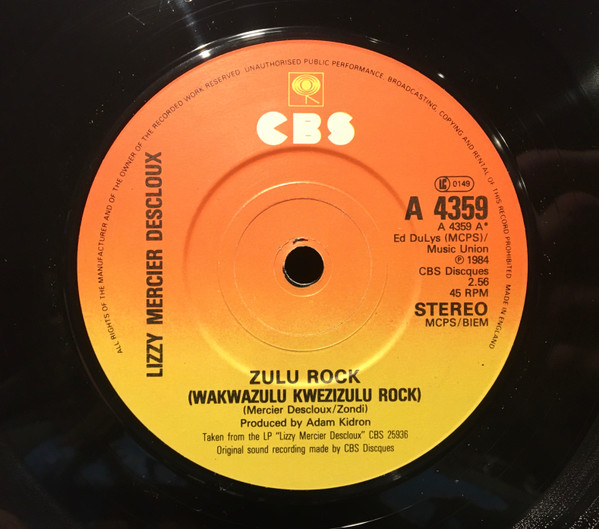 ALL RIGHTS OF THE MANUFACTURER AND OF THE OWNER OF THE RECORDED WORK RESERVED. UNAUTHORISED PUBLIC PERFORMANCE, BROADCASTING, COPYING AND RENTAL OF THIS RECORD PROHIBITED  MADE IN ENGLAND
CBS
LIZZY MERCIER DESCLOUX
LC 0149
A 4359
A 4359 A*
Ed DuLys (MCPS)/
Music Union
℗ 1984
CBS Discques
2.56
45 RPM
STEREO
MCPS/BIEM
ZULU ROCK
(WAKWAZULU KWEZIZULU ROCK)
(Mercier Descloux/Zondi)
Produced by Adam Kidron
Taken from the LP "Lizzy Mercier Descloux" CBS 25936
Original sound recording made by CBS Discques